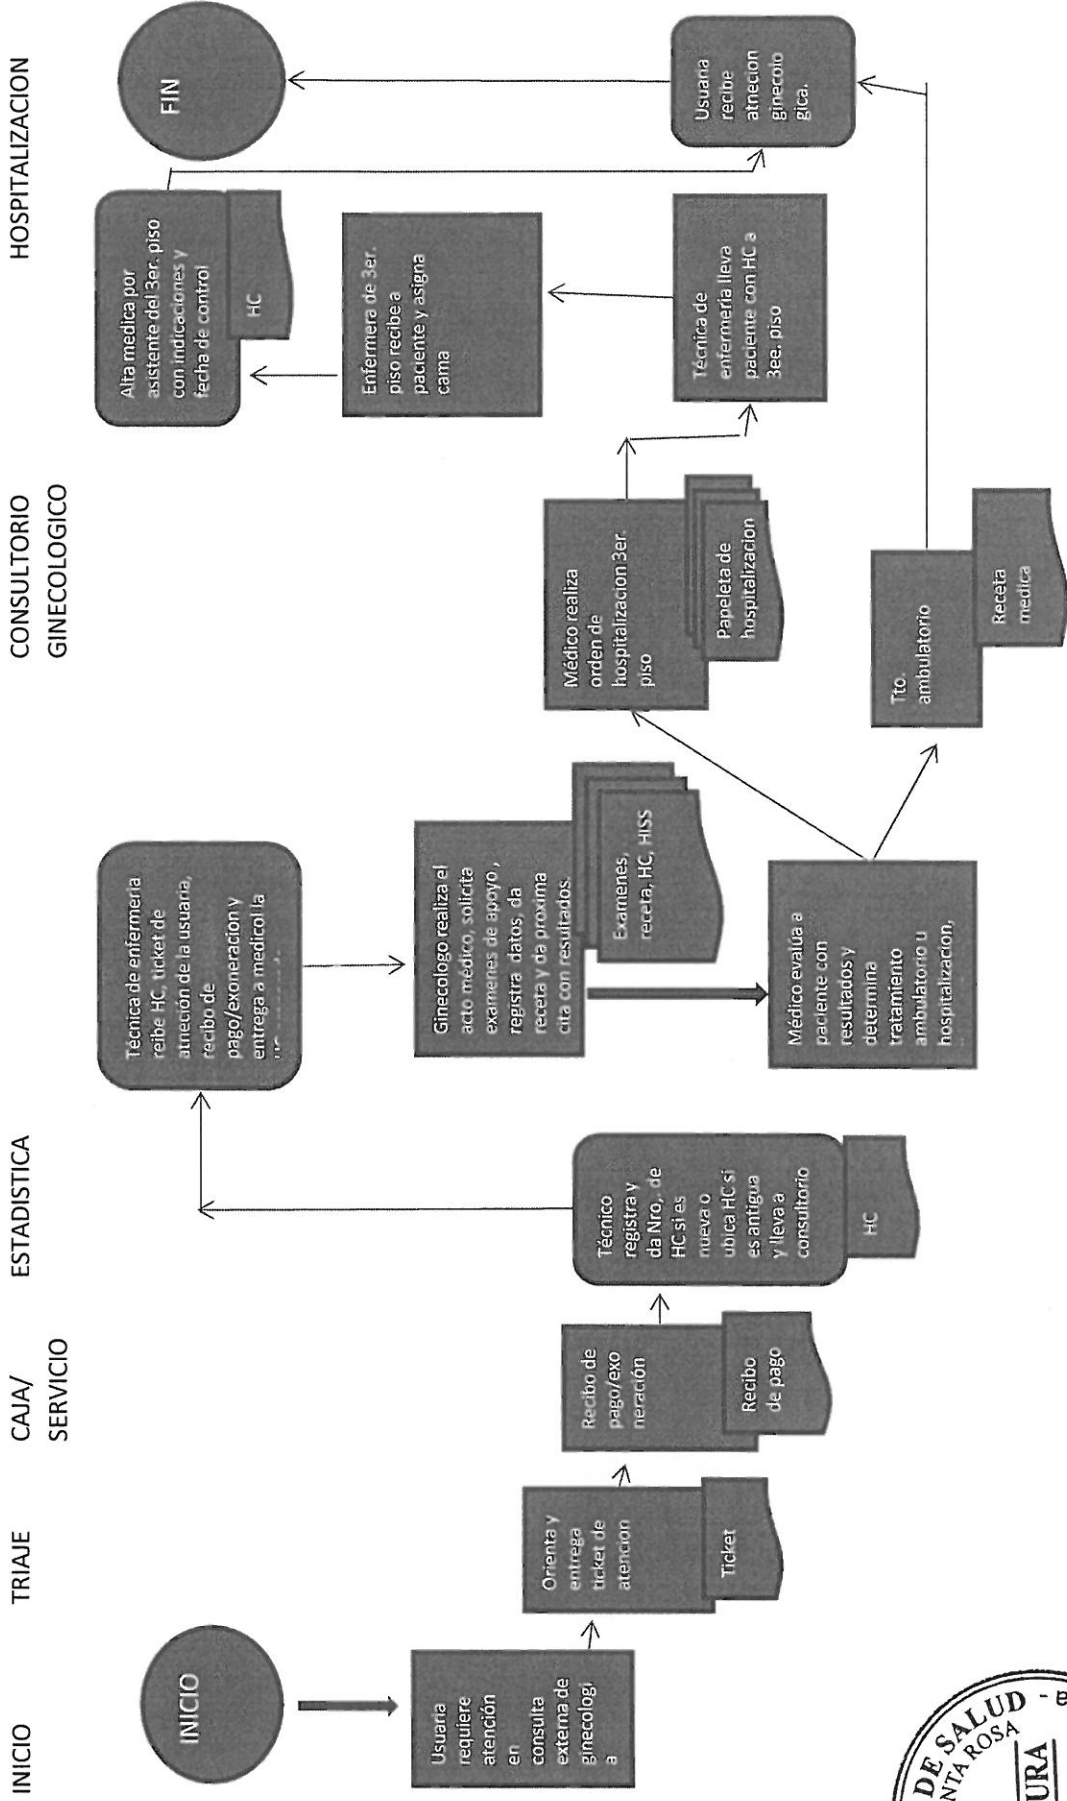 INICIO
TRIAJE
CAJA/
SERVICIO
ESTADISTICA
CONSULTORIO
GINECOLOGICO
HOSPITALIZACION
INICIO
Usuaria
requiere
atención
en
consulta
externa de
ginecologi
a
Orienta y
entrega
ticket de
atencion
Ticket
Recibo de
pago/exo
neración
Recibo
de pago
Técnico
registra y
da Nro, de
HC si es
nueva o
ubica HC si
es antigua
y lleva a
consultorio
HC
Técnica de enfermeria
reibe HC, ticket de
atneción de la usuaria,
recibo de
pago/exoneracion y
entrega a medicol la
Ginecologo realiza el
acto médico, solicita
examenes de apoyo ,
registra datos, da
receta y da proxima
cita con resultados.
Examenes,
receta, HC, HISS
Médico evalúa a
paciente con
resultados y
determina
tratamiento
ambulatorio u
hospitalizacion,
Médico realiza
orden de
hospitalizacion 3er.
piso
Papeleta de
hospitalizacion
Tto.
ambulatorio
Receta
medica
Técnica de
enfermería lleva
paciente con HC a
3ee. piso
Enfermera de 3er.
piso recibe a
paciente y asigna
cama
Alta medica por
asistente del 3er. piso
con indicaciones y
fecha de control
HC
Usuaria
recibe
atnecion
ginecolo
gica.
FIN
DE SALUD -
NTA ROSA
URA